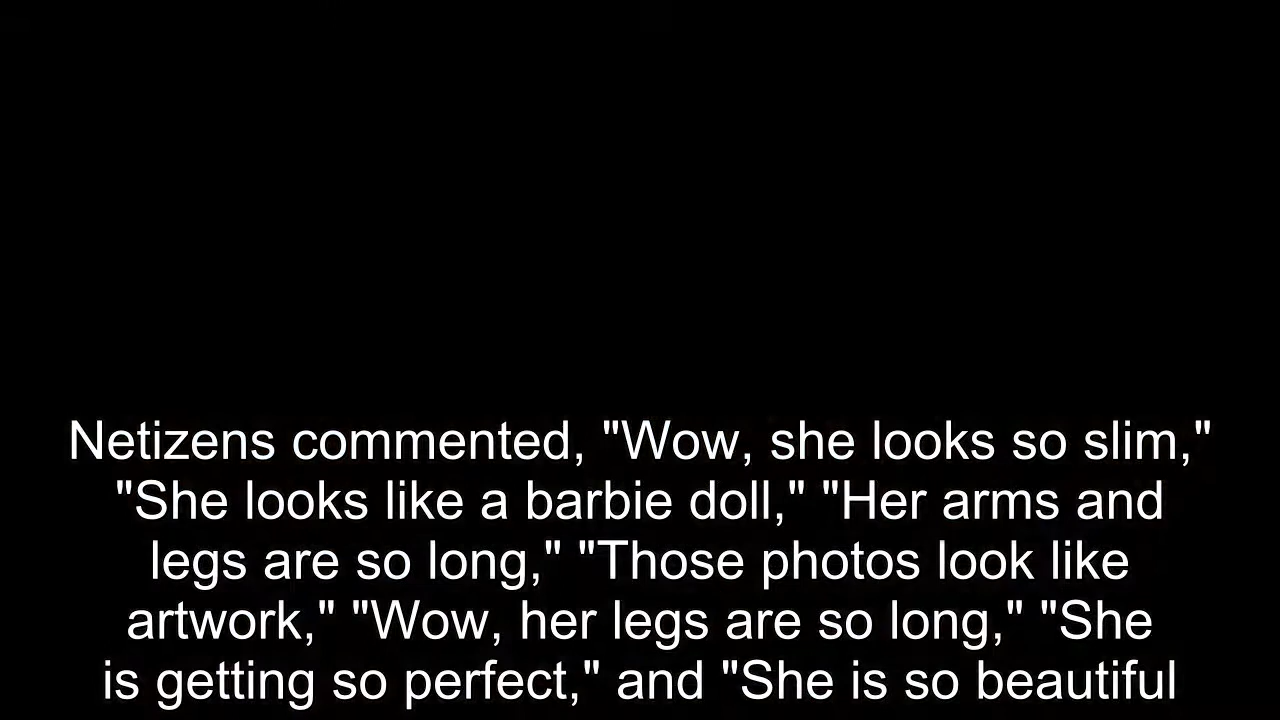 Netizens commented, "Wow, she looks so slim,"
"She looks like a barbie doll," "Her arms and
legs are so long," "Those photos look like
artwork," "Wow, her legs are so long," "She
is getting so perfect," and "She is so beautiful